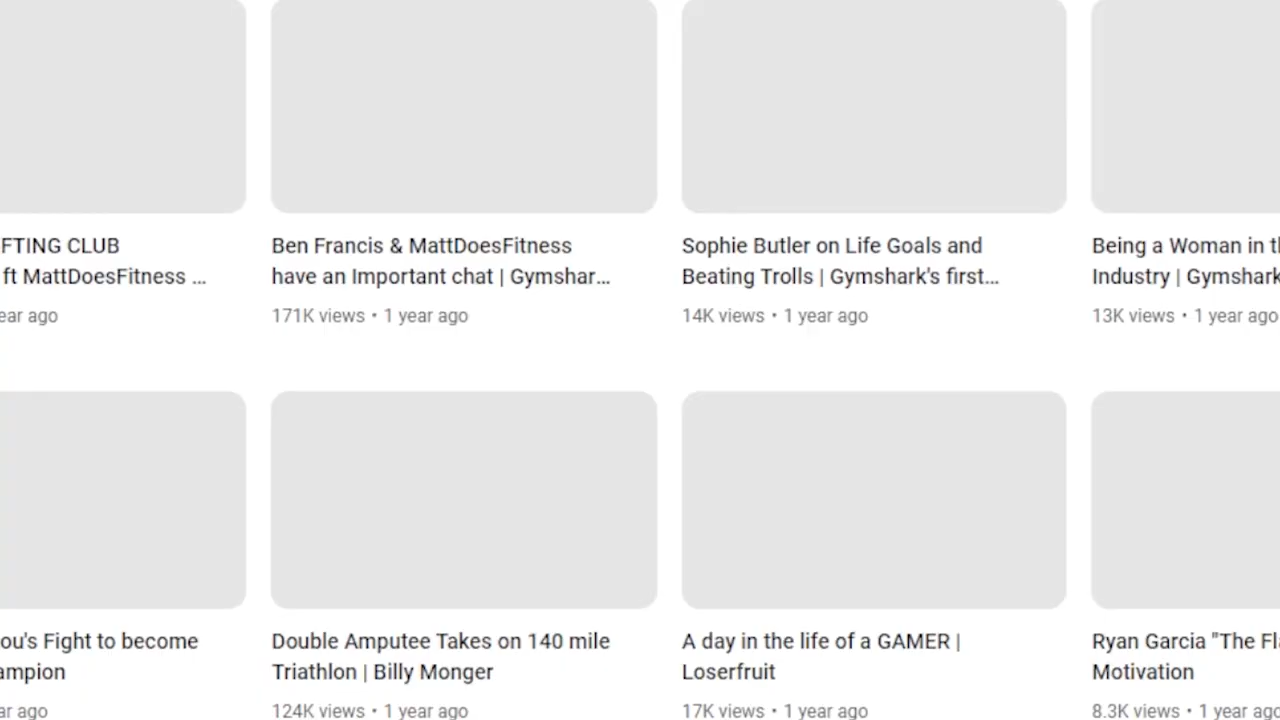 FTING CLUB
ft MattDoesFitness ...
ear ago
Ben Francis & MattDoesFitness
have an Important chat | Gymshar...
171K views • 1 year ago
Sophie Butler on Life Goals and
Beating Trolls | Gymshark's first...
14K views • 1 year ago
Being a Woman in th
Industry | Gymshark
13K views • 1 year ago
ou's Fight to become
ampion
ar ago
Double Amputee Takes on 140 mile
Triathlon | Billy Monger
124K views • 1 year ago
A day in the life of a GAMER |
Loserfruit
17K views • 1 year ago
Ryan Garcia "The Fla
Motivation
8.3K views • 1 year ago